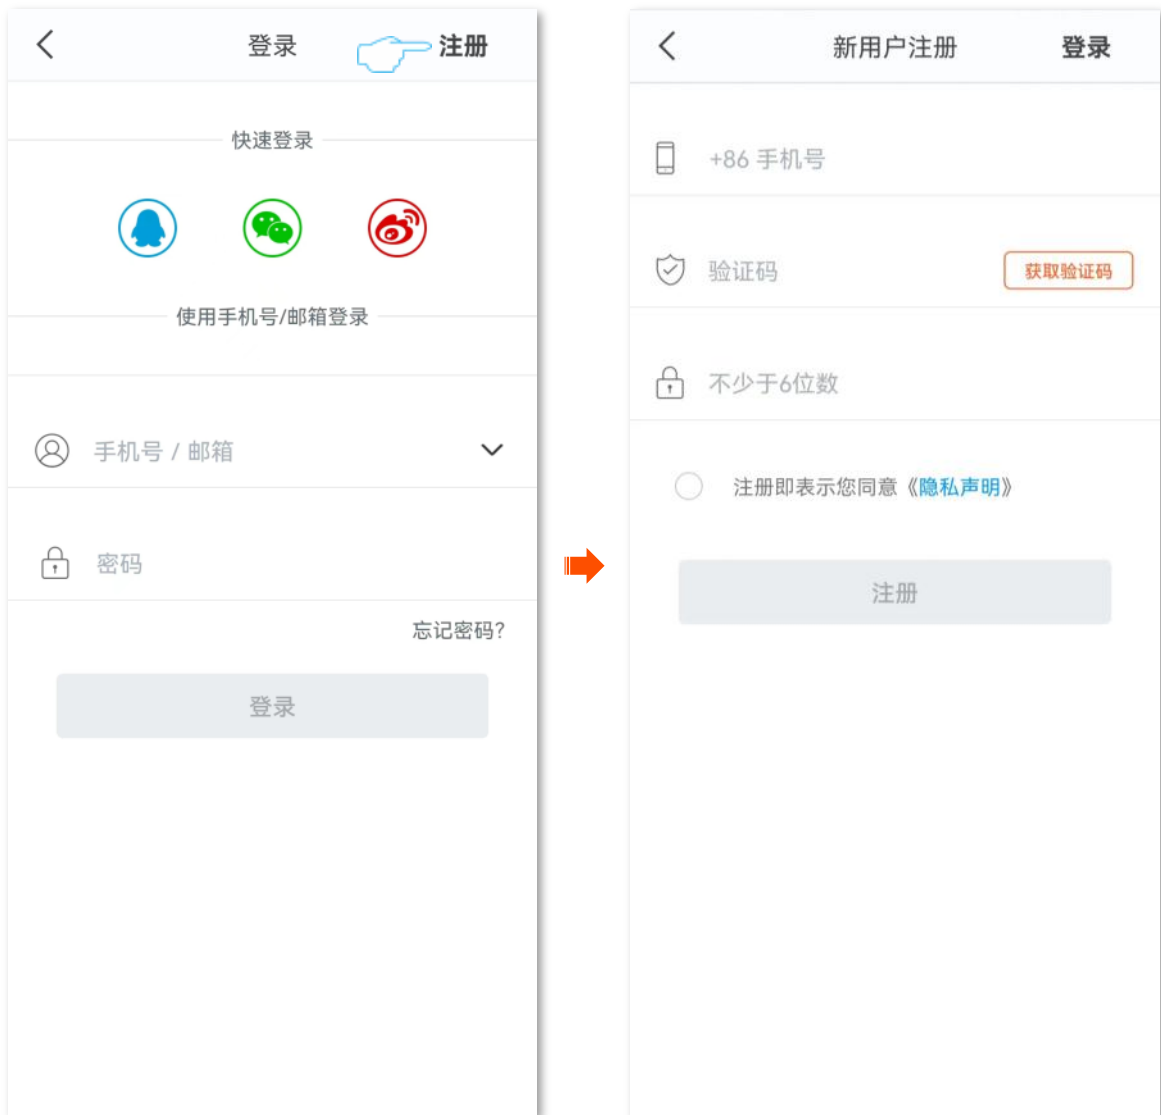 登录 注册
快速登录
使用手机号/邮箱登录
手机号 / 邮箱
密码
忘记密码?
登录
新用户注册 登录
+86 手机号
验证码 获取验证码
不少于6位数
注册即表示您同意《隐私声明》
注册